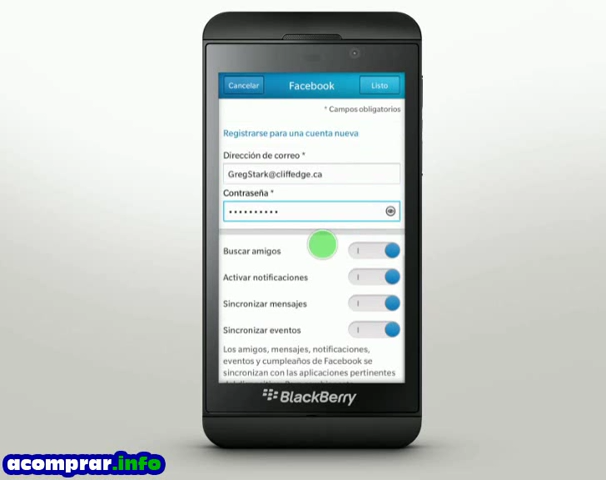 Cancelar Facebook Listo
* Campos obligatorios
Registrarse para una cuenta nueva
Dirección de correo *
GregStark@cliffedge.ca
Contraseña *
Buscar amigos
Activar notificaciones
Sincronizar mensajes
Sincronizar eventos
Los amigos, mensajes, notificaciones,
eventos y cumpleaños de Facebook se
sincronizan con las aplicaciones pertinentes
BlackBerry
acomprar.info